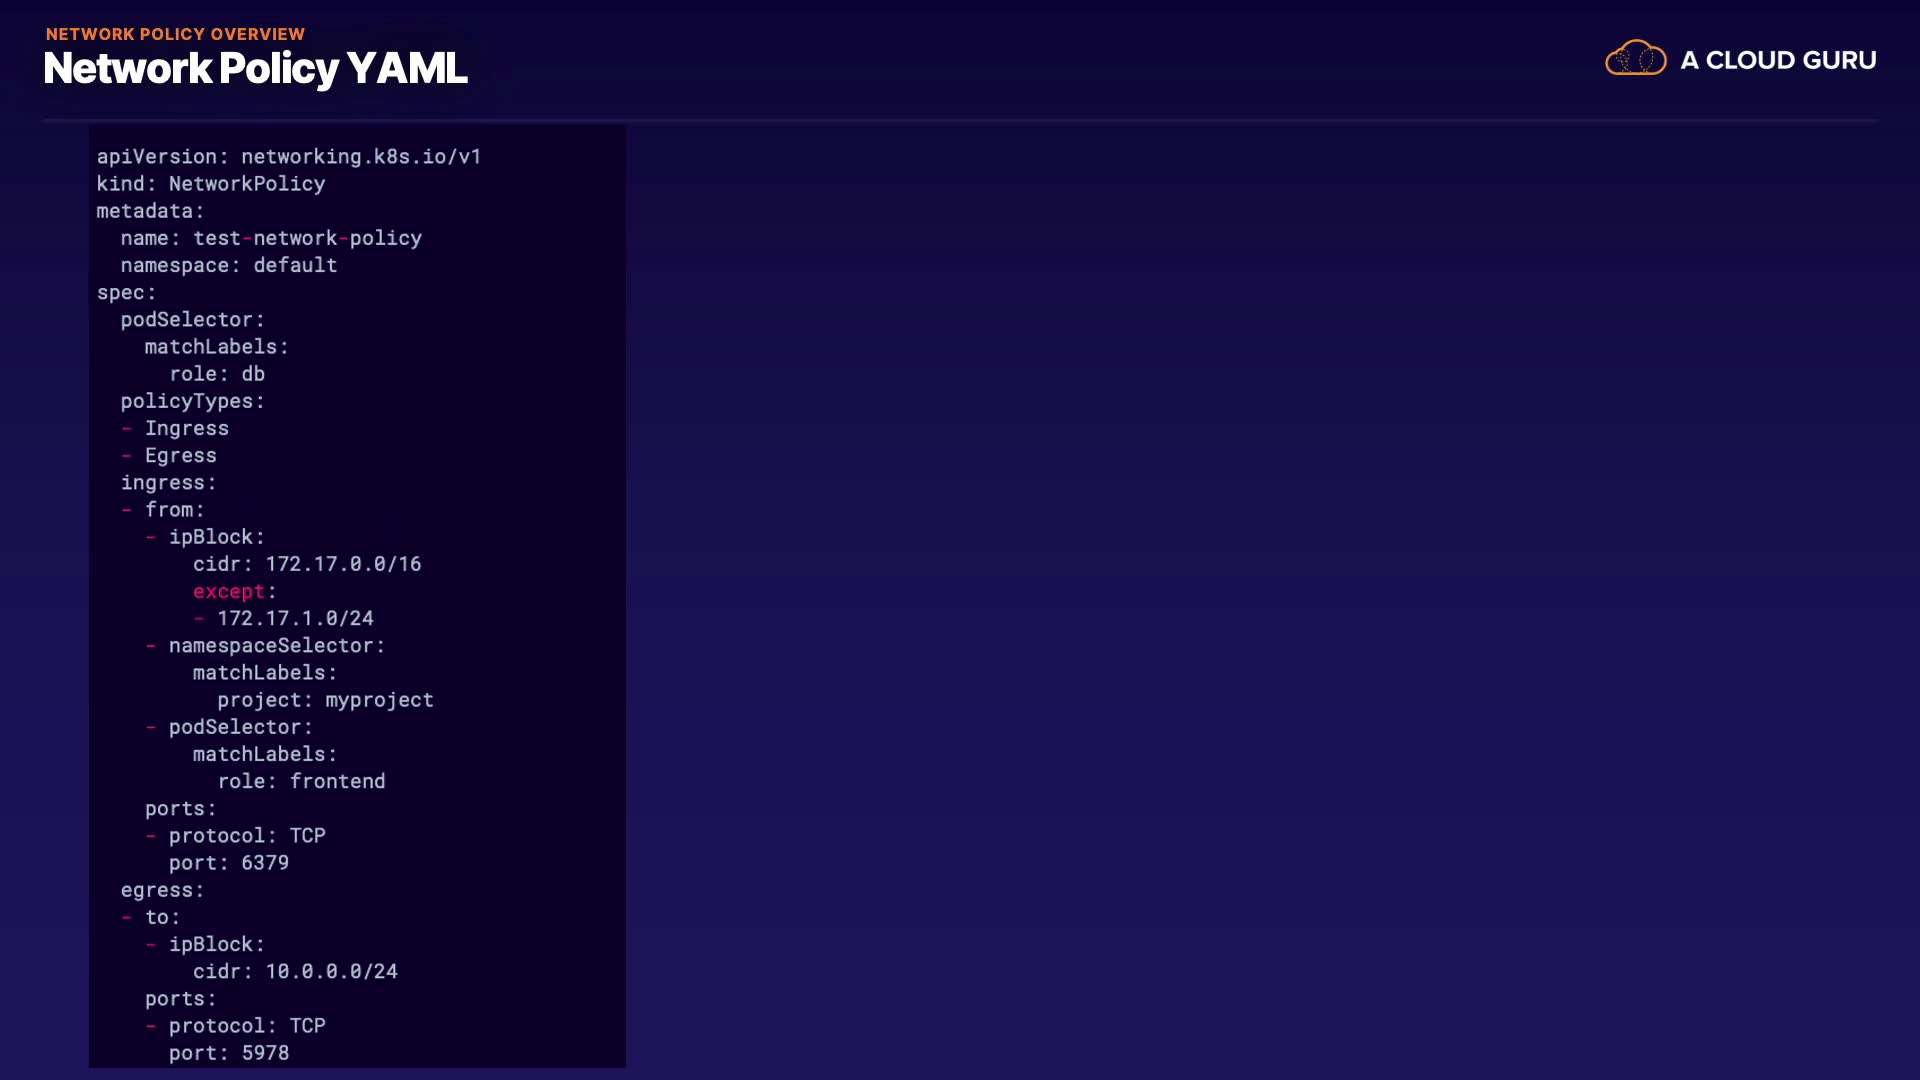 NETWORK POLICY OVERVIEW
Network Policy YAML
A CLOUD GURU
apiVersion: networking.k8s.io/v1
kind: NetworkPolicy
metadata:
  name: test-network-policy
  namespace: default
spec:
  podSelector:
    matchLabels:
      role: db
  policyTypes:
  - Ingress
  - Egress
  ingress:
  - from:
    - ipBlock:
        cidr: 172.17.0.0/16
        except:
        - 172.17.1.0/24
    - namespaceSelector:
        matchLabels:
          project: myproject
    - podSelector:
        matchLabels:
          role: frontend
    ports:
    - protocol: TCP
      port: 6379
  egress:
  - to:
    - ipBlock:
        cidr: 10.0.0.0/24
    ports:
    - protocol: TCP
      port: 5978